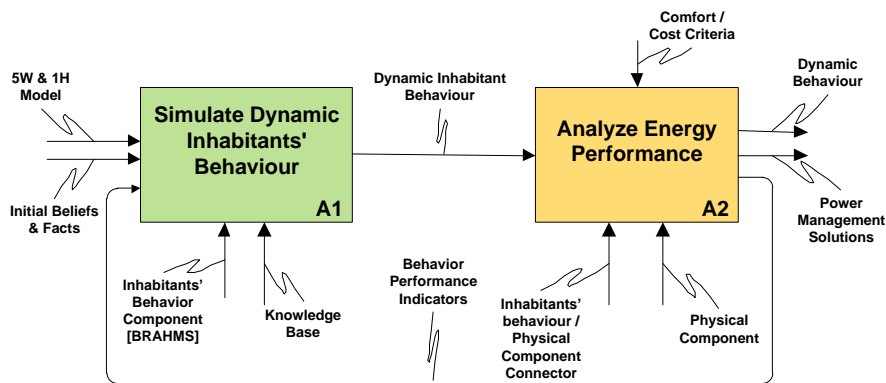 5W & 1H
Model
Initial Beliefs
& Facts
Simulate Dynamic
Inhabitants'
Behaviour
A1
Inhabitants'
Behavior
Component
[BRAHMS]
Knowledge
Base
Dynamic Inhabitant
Behaviour
Behavior
Performance
Indicators
Comfort /
Cost Criteria
Analyze Energy
Performance
A2
Inhabitants'
behaviour /
Physical
Component
Connector
Physical
Component
Dynamic
Behaviour
Power
Management
Solutions